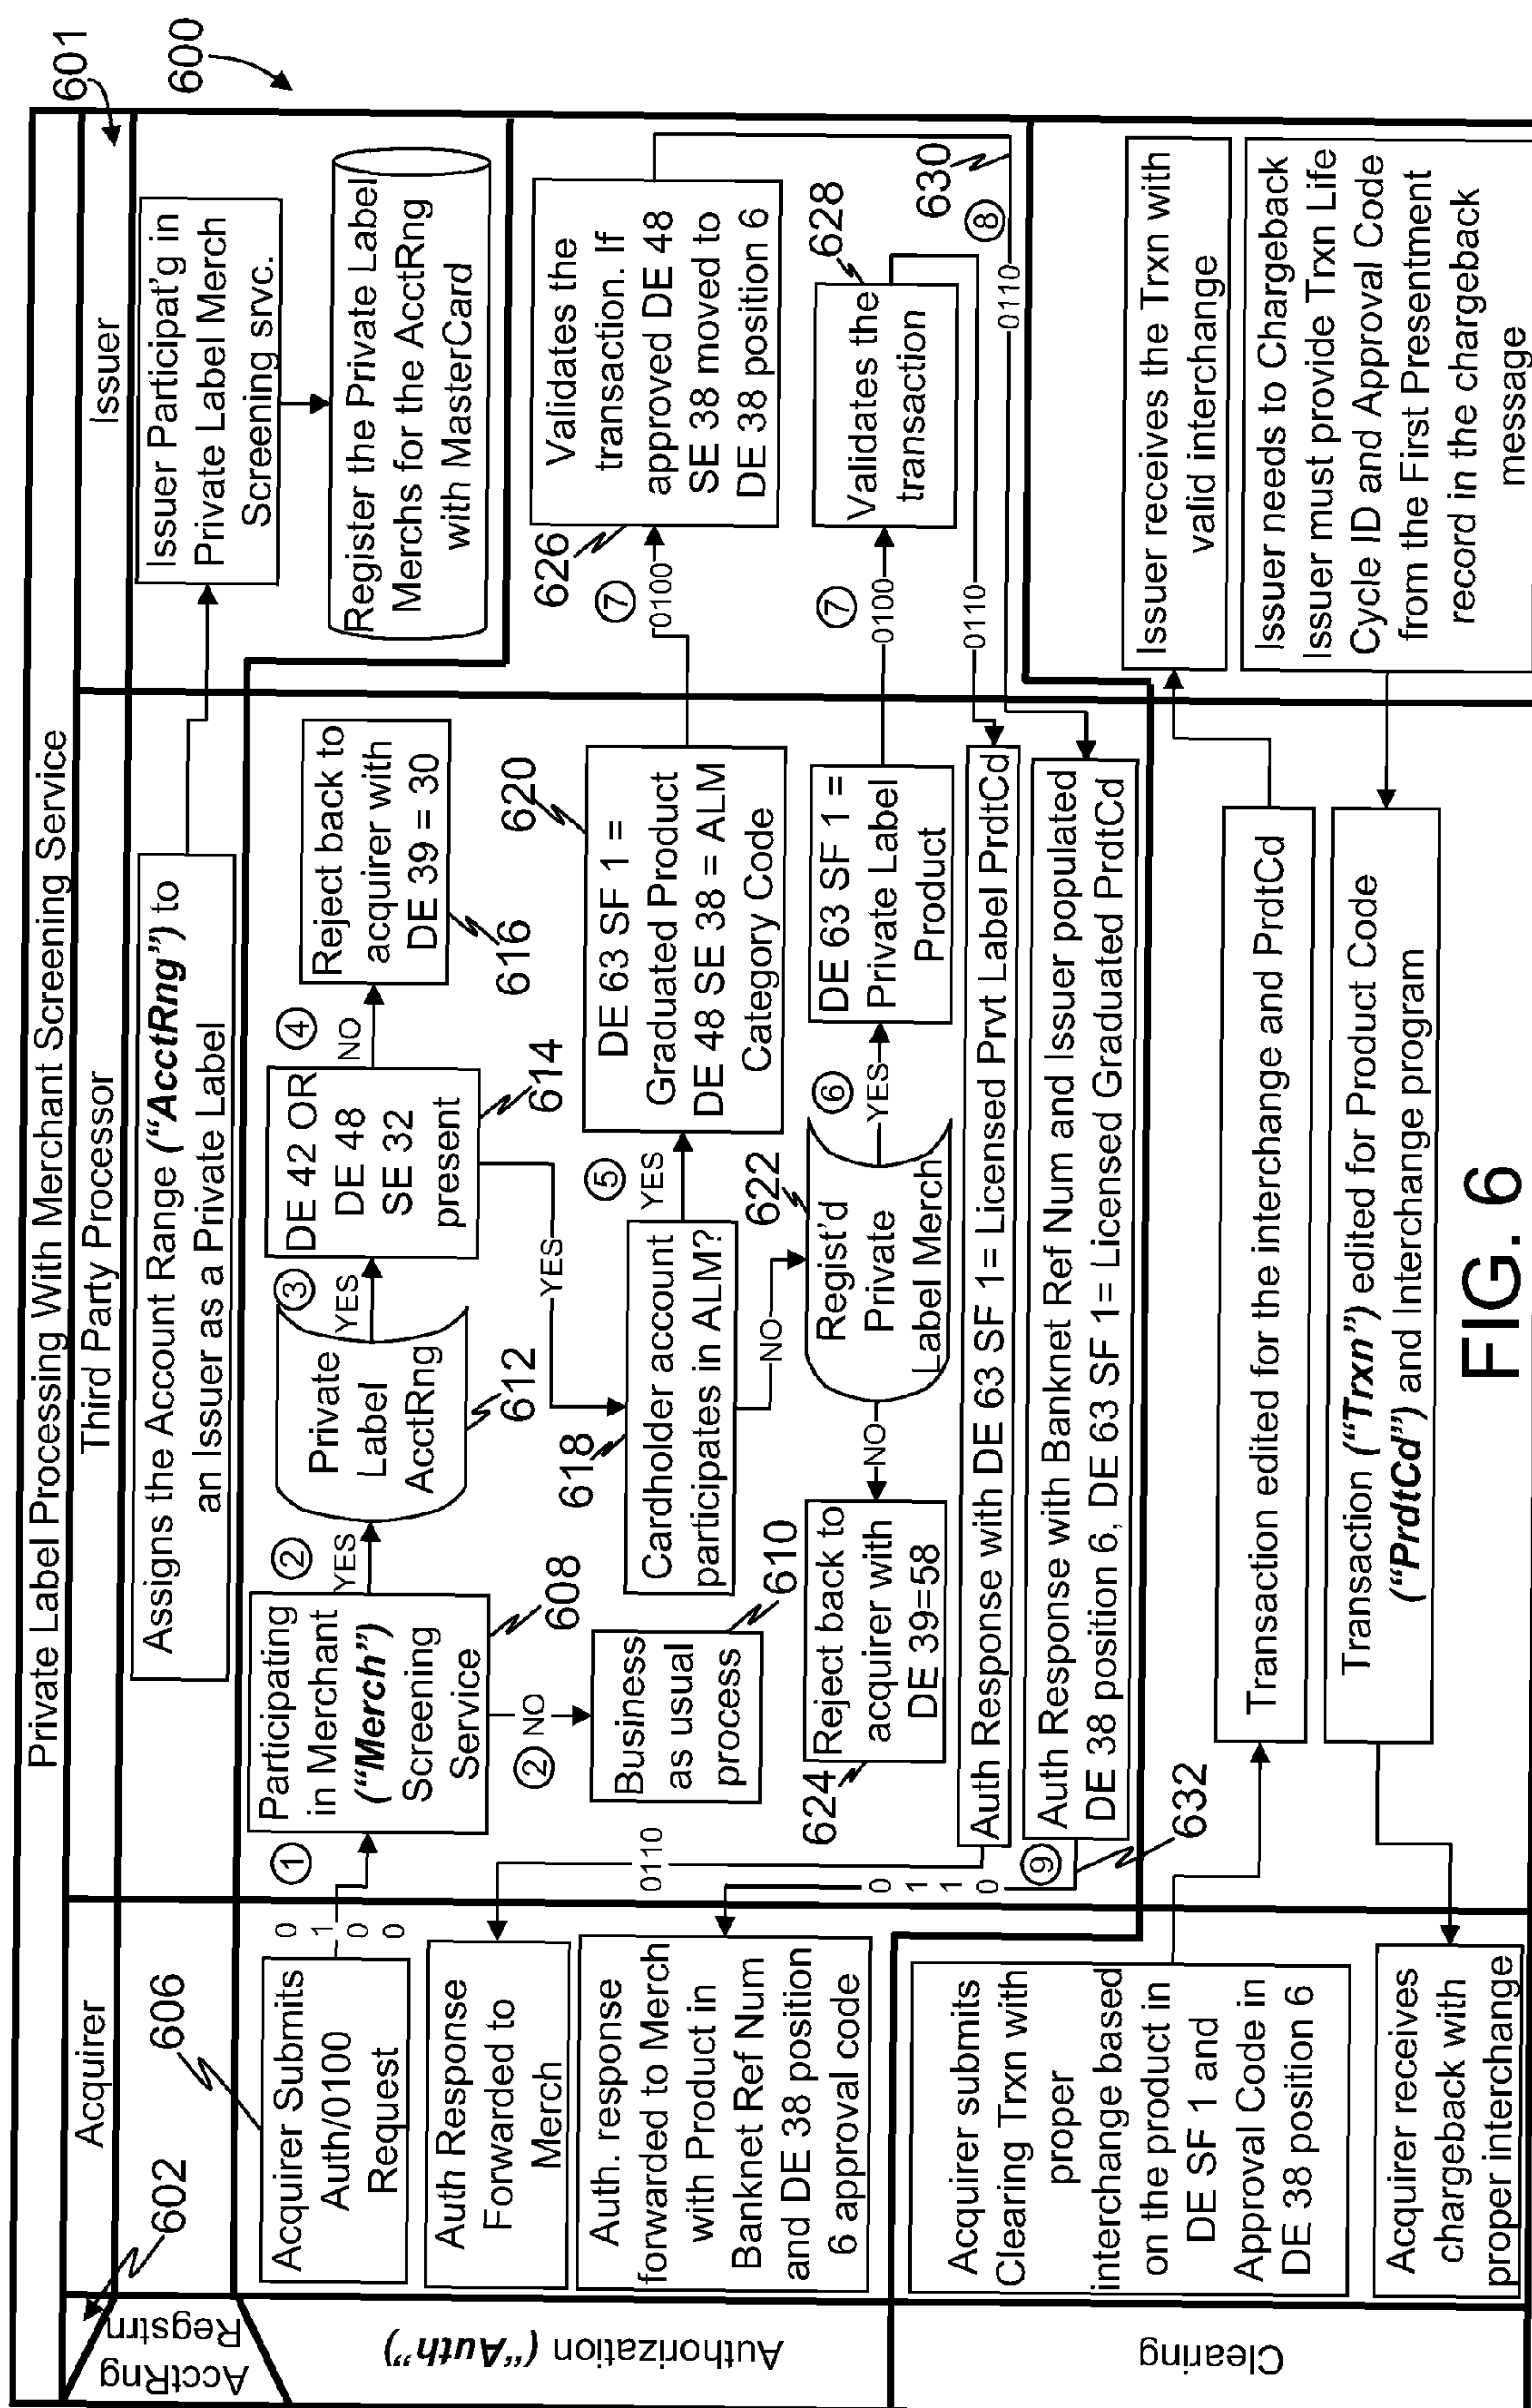 Private Label Processing With Merchant Screening Service
601
600
602
Acquirer
Third Party Processor
Issuer
AcctRng
Regstrn
Assigns the Account Range ("AcctRng") to
an Issuer as a Private Label
Issuer Participat'g in
Private Label Merch
Screening srvc.
Register the Private Label
Merchs for the AcctRng
with MasterCard
Authorization ("Auth")
606
Acquirer Submits
Auth/0100
Request
0
1
0
0
1
Participating
in Merchant
("Merch")
Screening
Service
608
2
YES
2 NO
Business
as usual
process
610
Private
Label
AcctRng
612
3
YES
DE 42 OR
DE 48
SE 32
present
614
4
NO
Reject back to
acquirer with
DE 39 = 30
616
YES
618
Cardholder account
participates in ALM?
5
YES
620
DE 63 SF 1 =
Graduated Product
DE 48 SE 38 = ALM
Category Code
7
0100
626
Validates the
transaction. If
approved DE 48
SE 38 moved to
DE 38 position 6
NO
622
Regist'd
Private
Label Merch
NO
624
Reject back to
acquirer with
DE 39=58
6
YES
DE 63 SF 1 =
Private Label
Product
7
0100
628
Validates the
transaction
630
8
0110
0110
Auth Response with DE 63 SF 1= Licensed Prvt Label PrdtCd
Auth Response with Banknet Ref Num and Issuer populated
DE 38 position 6, DE 63 SF 1= Licensed Graduated PrdtCd
0110
9
0
1
1
0
632
Auth Response
Forwarded to
Merch
Auth. response
forwarded to Merch
with Product in
Banknet Ref Num
and DE 38 position
6 approval code
Clearing
Acquirer submits
Clearing Trxn with
proper
interchange based
on the product in
DE SF 1 and
Approval Code in
DE 38 position 6
Transaction edited for the interchange and PrdtCd
Issuer receives the Trxn with
valid interchange
Issuer needs to Chargeback
Issuer must provide Trxn Life
Cycle ID and Approval Code
from the First Presentment
record in the chargeback
message
Transaction ("Trxn") edited for Product Code
("PrdtCd") and Interchange program
Acquirer receives
chargeback with
proper interchange
FIG. 6